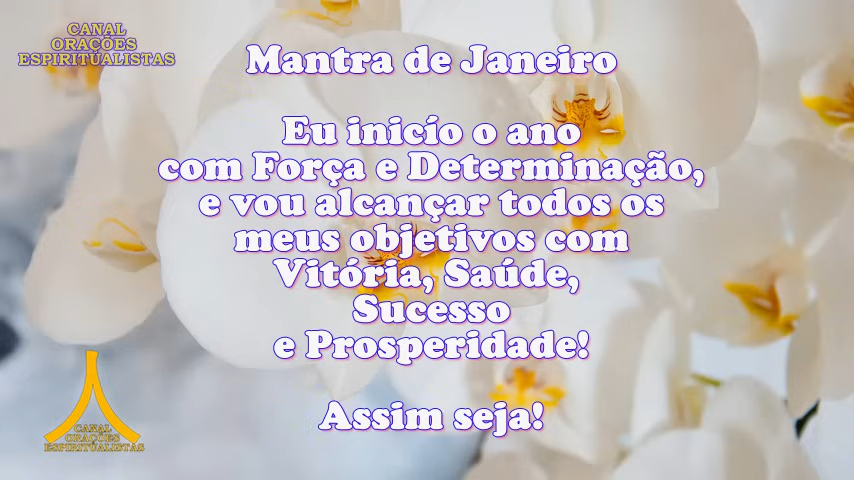 CANAL
ORAÇÕES
ESPIRITUALISTAS
Mantra de Janeiro
Eu inicío o ano
com Força e Determinação,
e vou alcançar todos os
meus objetivos com
Vitória, Saúde,
Sucesso
e Prosperidade!
Assim seja!
CANAL
ORAÇÕES
ESPIRITUALISTAS